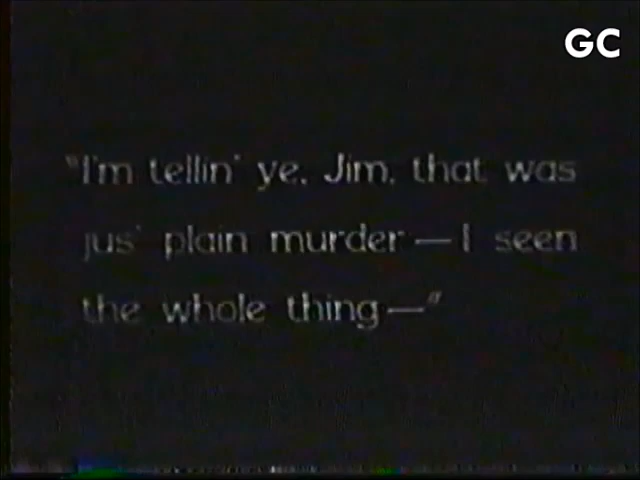 GC
"I'm tellin' ye, Jim, that was
jus' plain murder — I seen
the whole thing —"